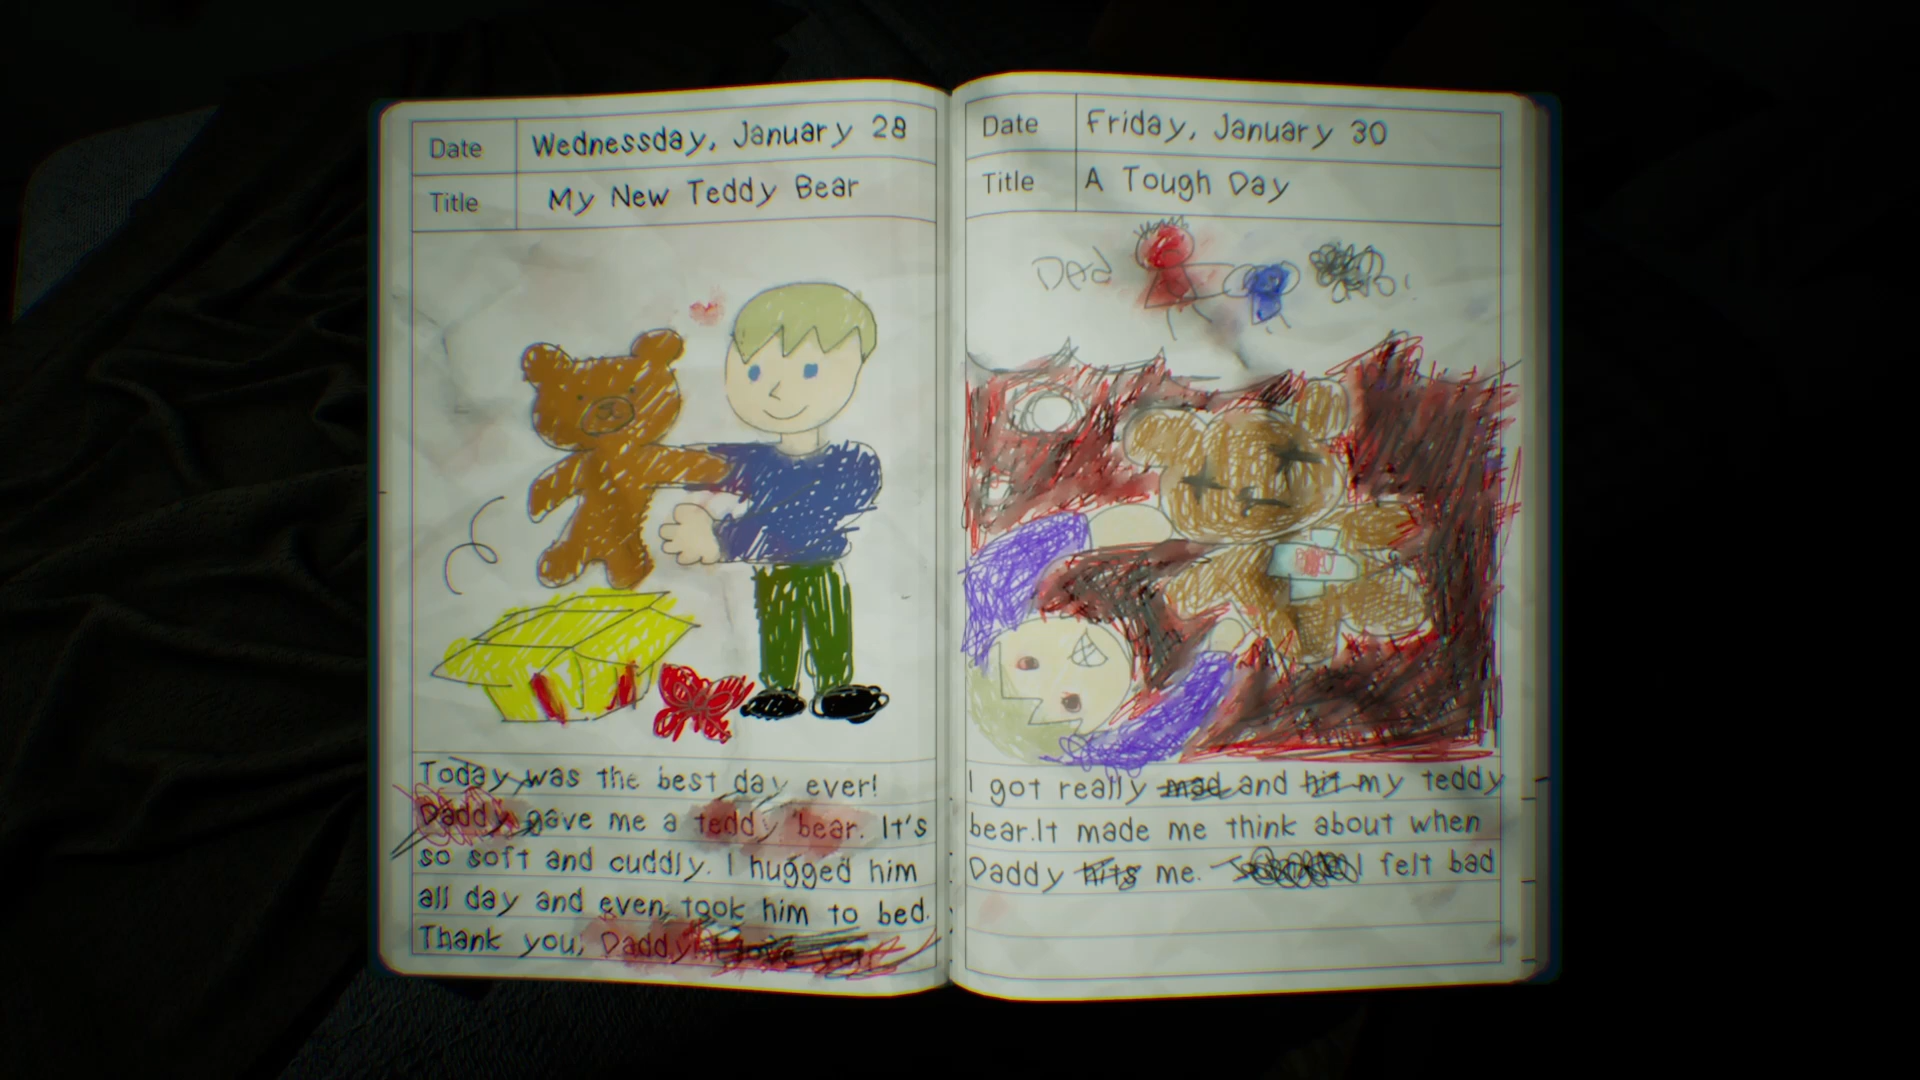 Date Wednessday, January 28
Title My New Teddy Bear
Today was the best day ever!
Daddy gave me a teddy bear. It's
so soft and cuddly. I hugged him
all day and even took him to bed.
Thank you, Daddy! I love you!
Date Friday, January 30
Title A Tough Day
Dad
I got really mad and hit my teddy
bear.It made me think about when
Daddy hits me. I felt bad